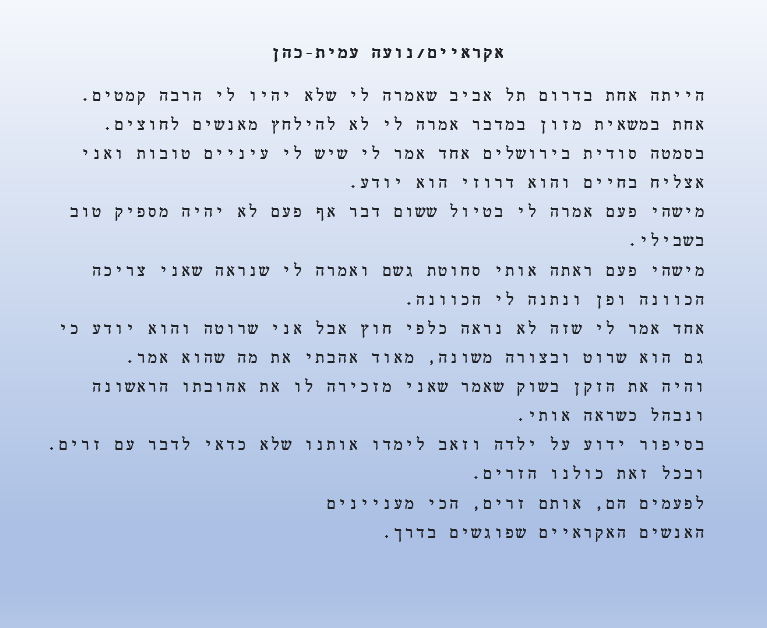 אקראיים/נועה עמית-כהן
הייתה אחת בדרום תל אביב שאמרה לי שלא יהיו לי הרבה קמטים.
אחת במשאית מזון במדבר אמרה לי לא להילחץ מאנשים לחוצים.
בסמטה סודית בירושלים אחד אמר לי שיש לי עיניים טובות ואני
אצליח בחיים והוא דרוזי הוא יודע.
מישהי פעם אמרה לי בטיול ששום דבר אף פעם לא יהיה מספיק טוב
בשבילי.
מישהי פעם ראתה אותי סחוטת גשם ואמרה לי שנראה שאני צריכה
הכוונה ופן ונתנה לי הכוונה.
אחד אמר לי שזה לא נראה כלפי חוץ אבל אני שרוטה והוא יודע כי
גם הוא שרוט ובצורה משונה, מאוד אהבתי את מה שהוא אמר.
והיה את הזקן בשוק שאמר שאני מזכירה לו את אהובתו הראשונה
ונבהל כשראה אותי.
בסיפור ידוע על ילדה וזאב לימדו אותנו שלא כדאי לדבר עם זרים.
ובכל זאת כולנו הזרים.
לפעמים הם, אותם זרים, הכי מעניינים
האנשים האקראיים שפוגשים בדרך.